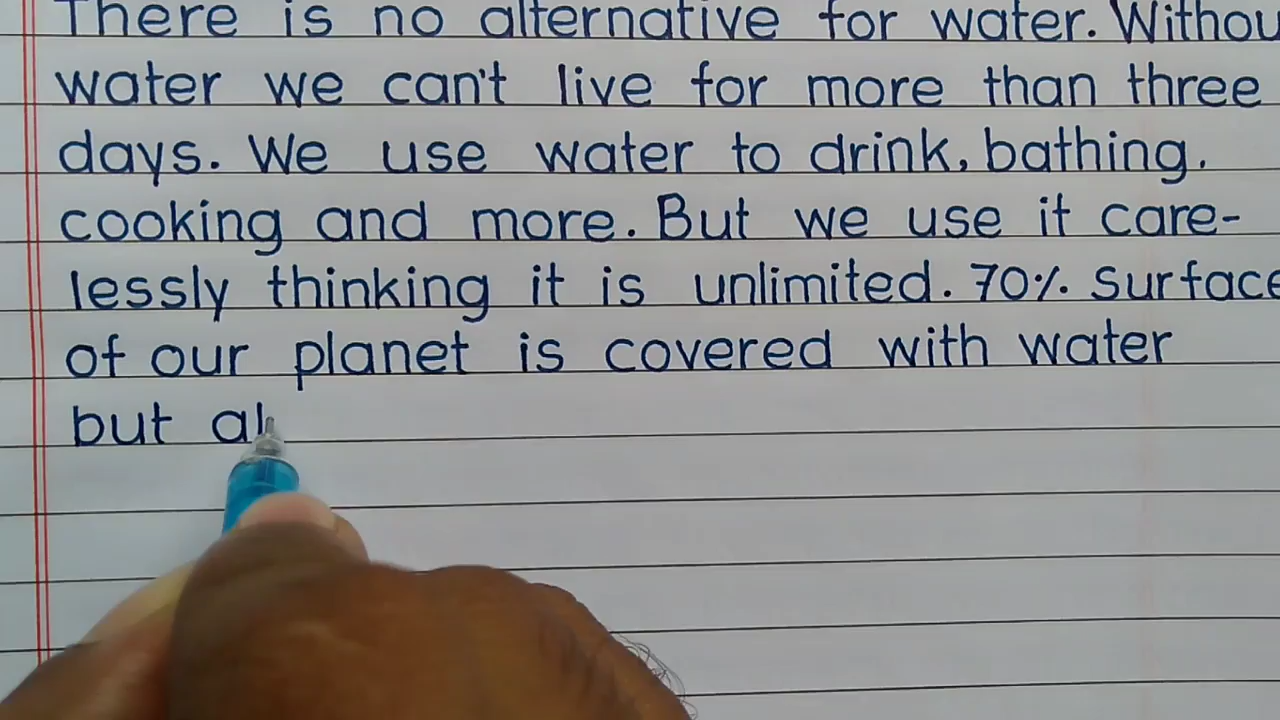 There is no alternative for water. Withou
water we can't live for more than three
days. We use water to drink, bathing.
cooking and more. But we use it care-
lessly thinking it is unlimited. 70% Surface
of our planet is covered with water
but al